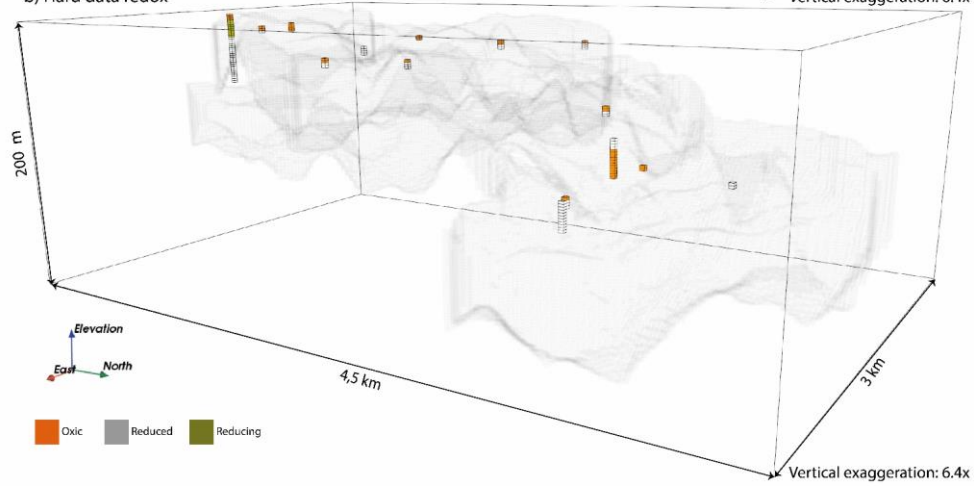 b) Hard data redox
Vertical exaggeration: 6.4x
200 m
Elevation
East
North
4,5 km
3 km
Oxic
Reduced
Reducing
Vertical exaggeration: 6.4x